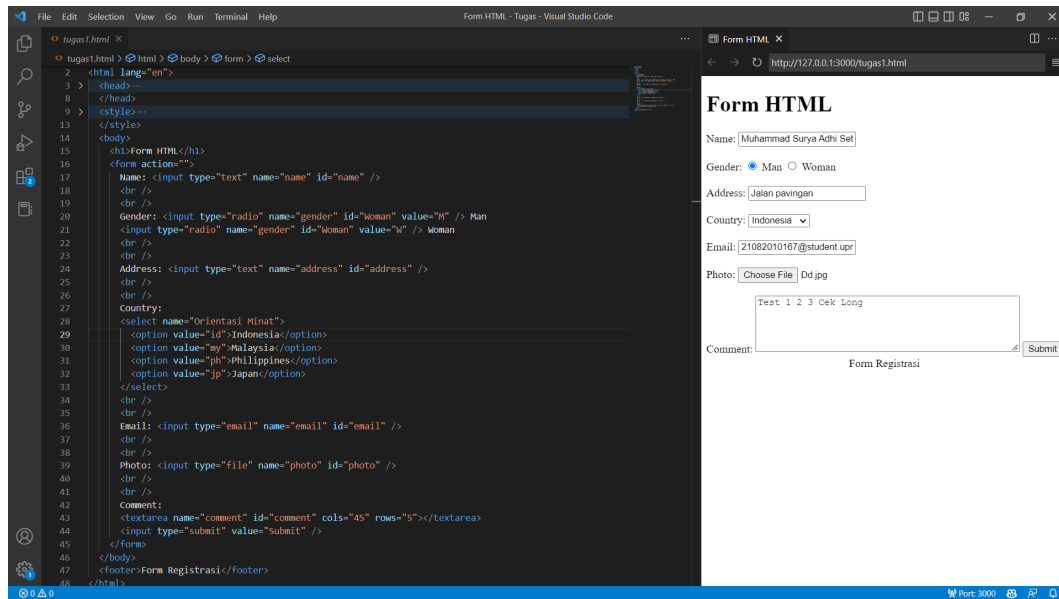 File Edit Selection View Go Run Terminal Help
Form HTML - Tugas - Visual Studio Code
tugas1.html
tugas1.html > html > body > form > select
2 <html lang="en">
3 <head>···
8 </head>
9 <style>···
13 </style>
14 <body>
15 <h1>Form HTML</h1>
16 <form action="">
17 Name: <input type="text" name="name" id="name" />
18 <br />
19 <br />
20 Gender: <input type="radio" name="gender" id="Woman" value="M" /> Man
21 <input type="radio" name="gender" id="Woman" value="W" /> Woman
22 <br />
23 <br />
24 Address: <input type="text" name="address" id="address" />
25 <br />
26 <br />
27 Country:
28 <select name="Orientasi Minat">
29 <option value="id">Indonesia</option>
30 <option value="my">Malaysia</option>
31 <option value="ph">Philippines</option>
32 <option value="jp">Japan</option>
33 </select>
34 <br />
35 <br />
36 Email: <input type="email" name="email" id="email" />
37 <br />
38 <br />
39 Photo: <input type="file" name="photo" id="photo" />
40 <br />
41 <br />
42 Comment:
43 <textarea name="comment" id="comment" cols="45" rows="5"></textarea>
44 <input type="submit" value="Submit" />
45 </form>
46 </body>
47 <footer>Form Registrasi</footer>
48 </html>
2
1
0 0
Form HTML
http://127.0.0.1:3000/tugas1.html
Form HTML
Name: Muhammad Surya Adhi Set
Gender: Man Woman
Address: Jalan pavingan
Country: Indonesia
Email: 21082010167@student.upr
Photo: Choose File Dd.jpg
Test 1 2 3 Cek Long
Comment: Submit
Form Registrasi
Port: 3000